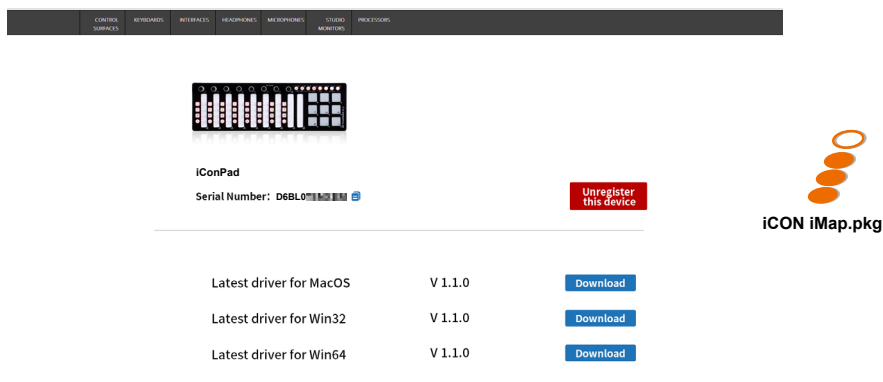 CONTROL SURFACES
KEYBOARDS
INTERFACES
HEADPHONES
MICROPHONES
STUDIO MONITORS
PROCESSORS
iConPad
Serial Number: D6BL0
Unregister
this device
iCON iMap.pkg
Latest driver for MacOS V 1.1.0 Download
Latest driver for Win32 V 1.1.0 Download
Latest driver for Win64 V 1.1.0 Download